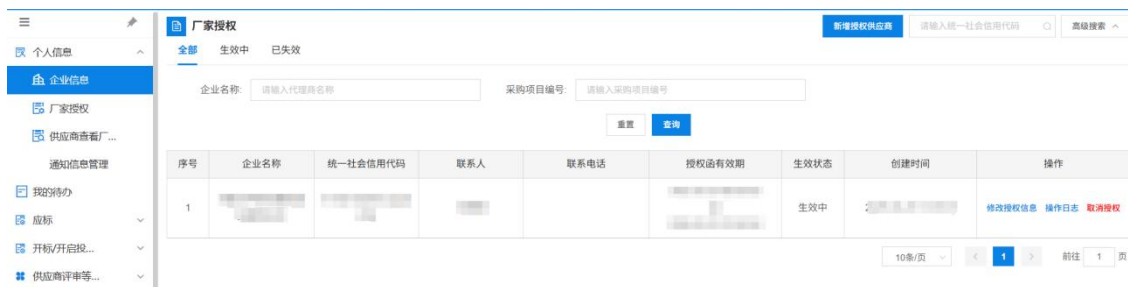 厂家授权
新增授权供应商
请输入统一社会信用代码
高级搜索
全部
生效中
已失效
个人信息
企业信息
厂家授权
供应商查看厂...
通知信息管理
我的待办
应标
开标/开启投...
供应商评审等...
企业名称:
请输入代理商名称
采购项目编号:
请输入采购项目编号
重置
查询
序号 企业名称 统一社会信用代码 联系人 联系电话 授权函有效期 生效状态 创建时间 操作
1 生效中 修改授权信息 操作日志 取消授权
10条/页
1
前往 1 页